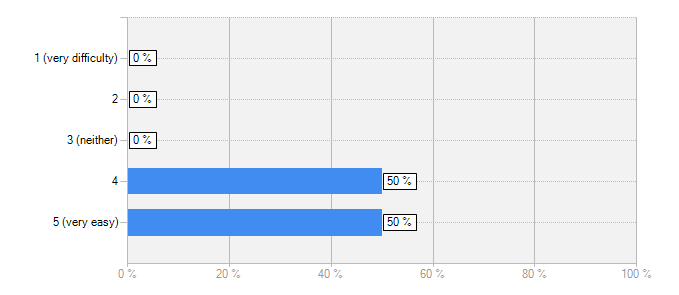 1 (very difficulty) 0 %
2 0 %
3 (neither) 0 %
4 50 %
5 (very easy) 50 %
0 % 20 % 40 % 60 % 80 % 100 %